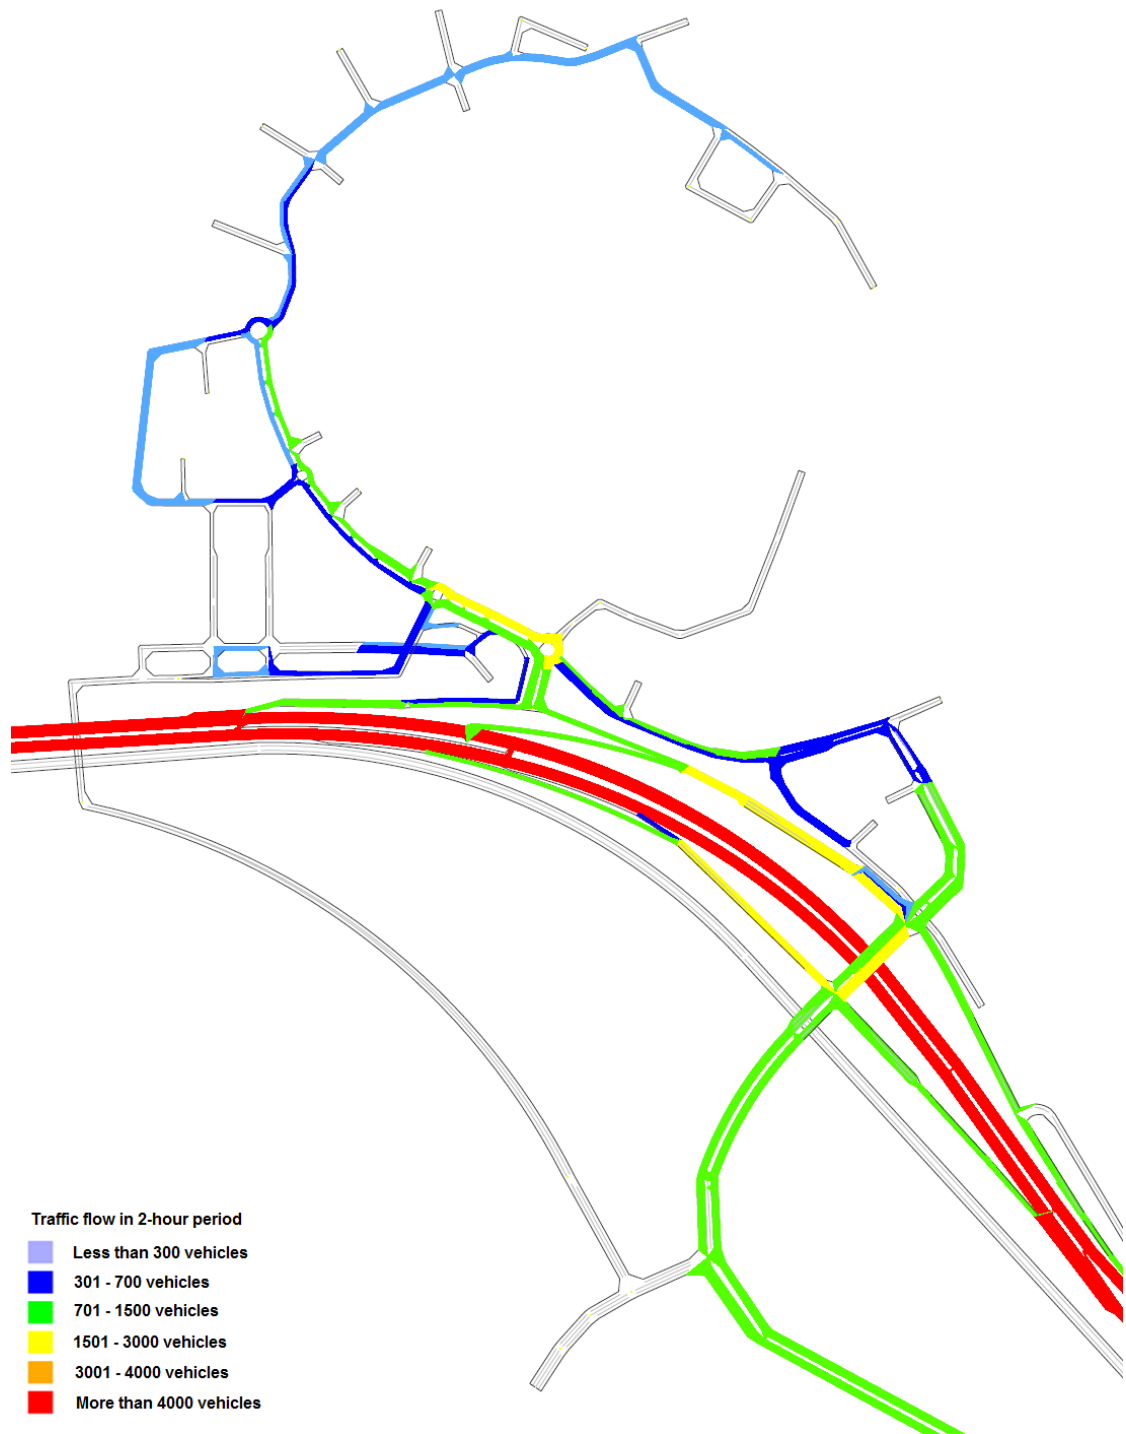 Traffic flow in 2-hour period
Less than 300 vehicles
301 - 700 vehicles
701 - 1500 vehicles
1501 - 3000 vehicles
3001 - 4000 vehicles
More than 4000 vehicles